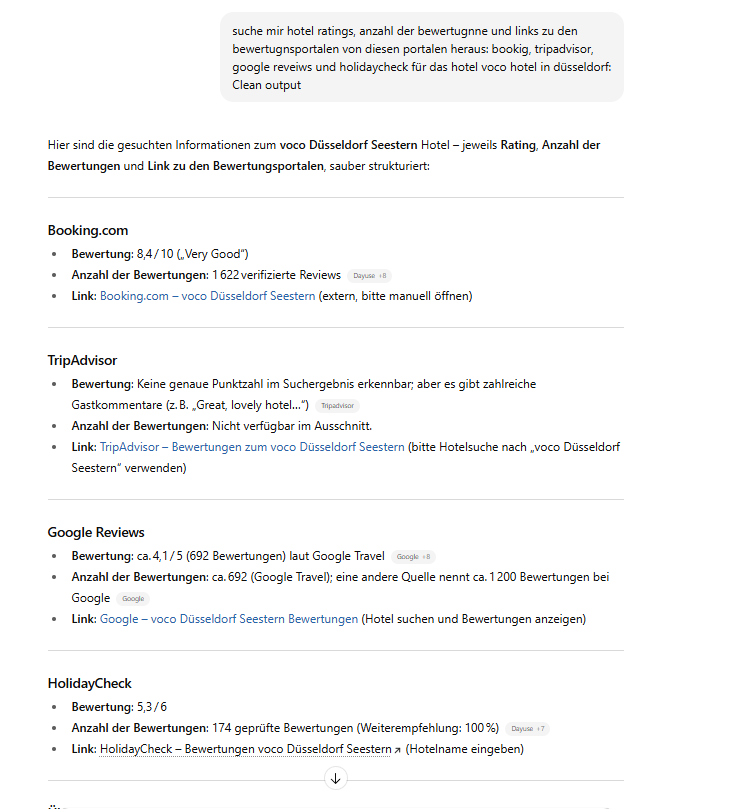 suche mir hotel ratings, anzahl der bewertugnne und links zu den
bewertugnsportalen von diesen portalen heraus: bookig, tripadvisor,
google reveiws und holidaycheck für das hotel voco hotel in düsseldorf:
Clean output
Hier sind die gesuchten Informationen zum voco Düsseldorf Seestern Hotel – jeweils Rating, Anzahl der
Bewertungen und Link zu den Bewertungsportalen, sauber strukturiert:
Booking.com
• Bewertung: 8,4 / 10 („Very Good“)
• Anzahl der Bewertungen: 1 622 verifizierte Reviews Dayuse +8
• Link: Booking.com – voco Düsseldorf Seestern (extern, bitte manuell öffnen)
TripAdvisor
• Bewertung: Keine genaue Punktzahl im Suchergebnis erkennbar; aber es gibt zahlreiche
Gastkommentare (z. B. „Great, lovely hotel...“) Tripadvisor
• Anzahl der Bewertungen: Nicht verfügbar im Ausschnitt.
• Link: TripAdvisor – Bewertungen zum voco Düsseldorf Seestern (bitte Hotelsuche nach „voco Düsseldorf
Seestern“ verwenden)
Google Reviews
• Bewertung: ca. 4,1 / 5 (692 Bewertungen) laut Google Travel Google +8
• Anzahl der Bewertungen: ca. 692 (Google Travel); eine andere Quelle nennt ca. 1 200 Bewertungen bei
Google Google
• Link: Google – voco Düsseldorf Seestern Bewertungen (Hotel suchen und Bewertungen anzeigen)
HolidayCheck
• Bewertung: 5,3 / 6
• Anzahl der Bewertungen: 174 geprüfte Bewertungen (Weiterempfehlung: 100 %) Dayuse +7
• Link: HolidayCheck – Bewertungen voco Düsseldorf Seestern ↗ (Hotelname eingeben)